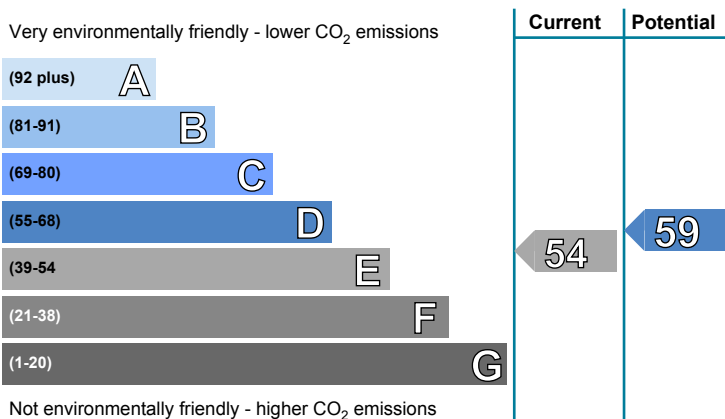 Very environmentally friendly - lower CO2 emissions
Current
Potential
(92 plus) A
(81-91) B
(69-80) C
(55-68) D
(39-54 E
(21-38) F
(1-20) G
54
59
Not environmentally friendly - higher CO2 emissions